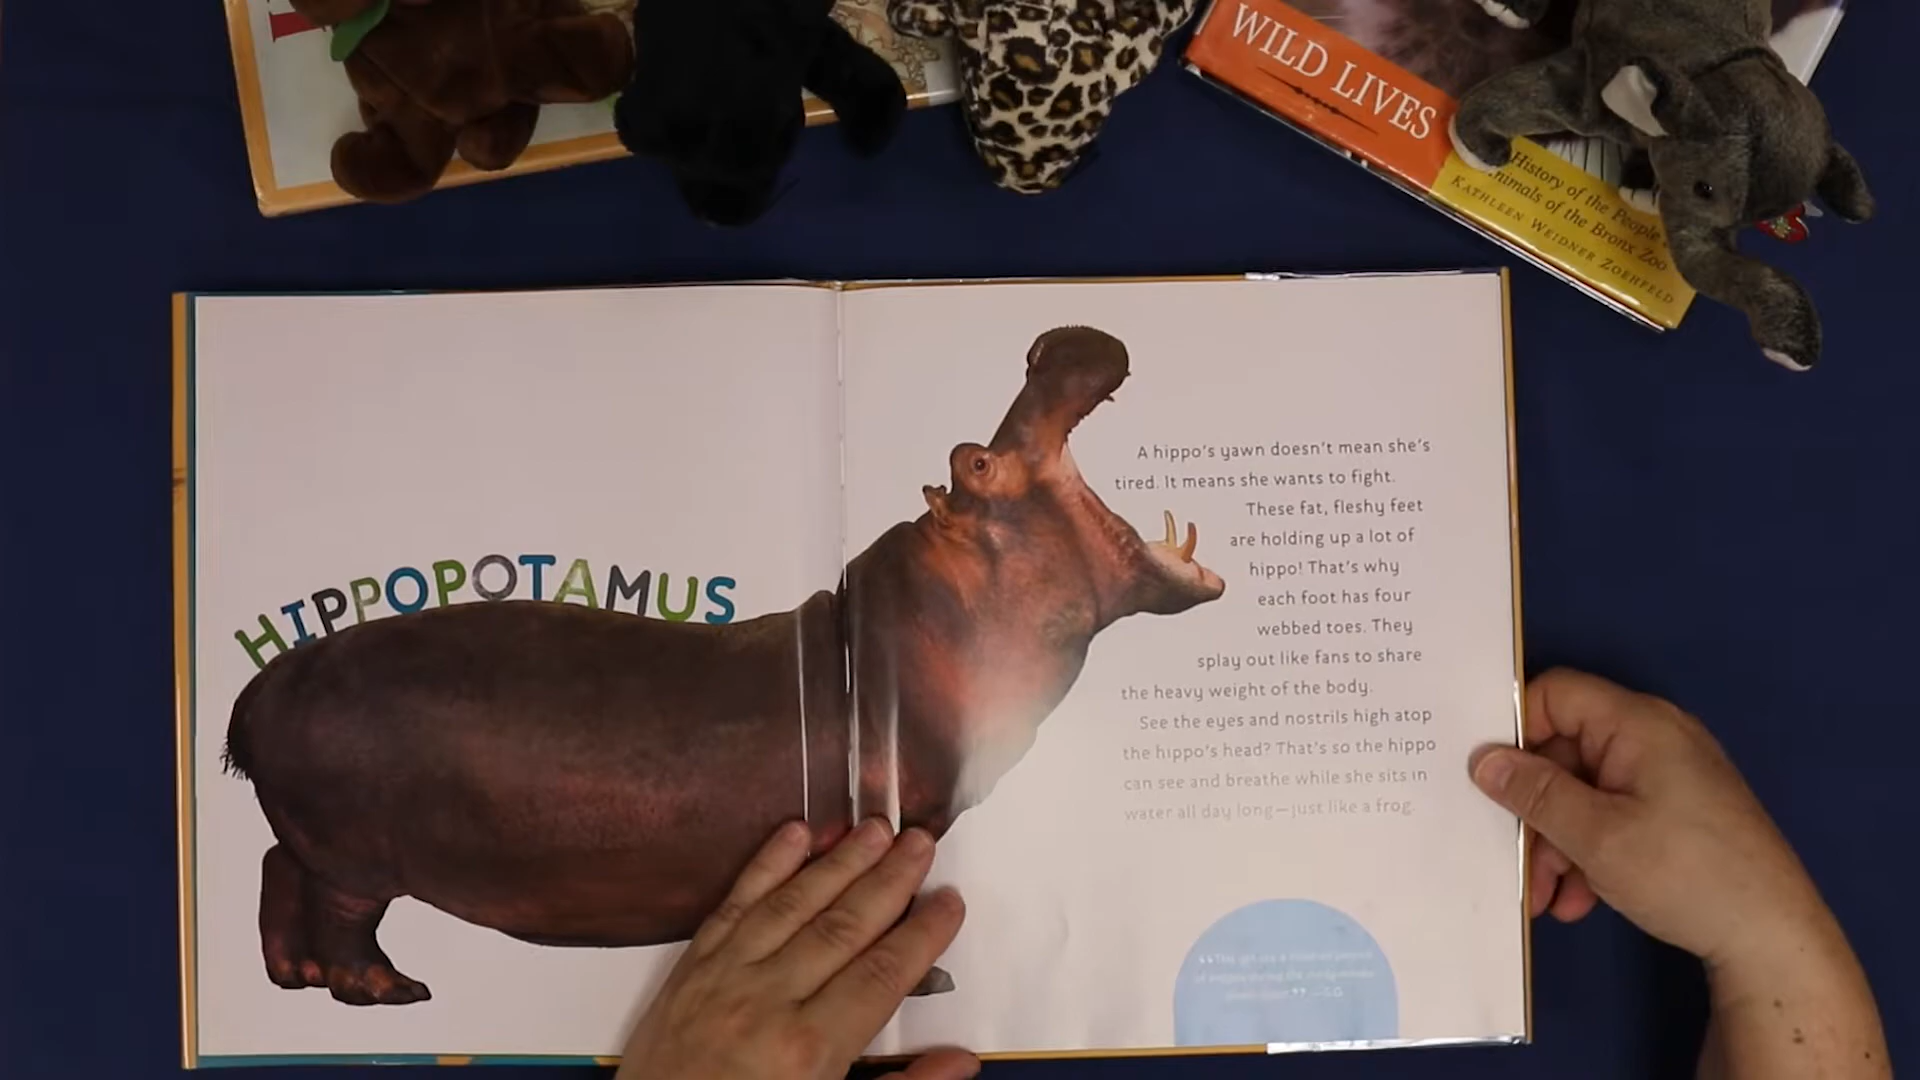 WILD LIVES
History of the People
Animals of the Bronx Zoo
KATHLEEN WEIDNER ZOEHFELD
HIPPOPOTAMUS
A hippo's yawn doesn't mean she's
tired. It means she wants to fight.
These fat, fleshy feet
are holding up a lot of
hippo! That's why
each foot has four
webbed toes. They
splay out like fans to share
the heavy weight of the body.
See the eyes and nostrils high atop
the hippo's head? That's so the hippo
can see and breathe while she sits in
water all day long—just like a frog.